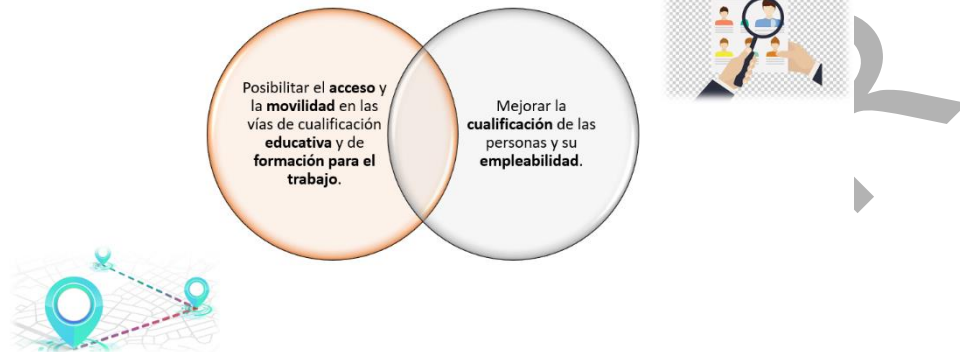 Posibilitar el acceso y
la movilidad en las
vías de cualificación
educativa y de
formación para el
trabajo.
Mejorar la
cualificación de las
personas y su
empleabilidad.